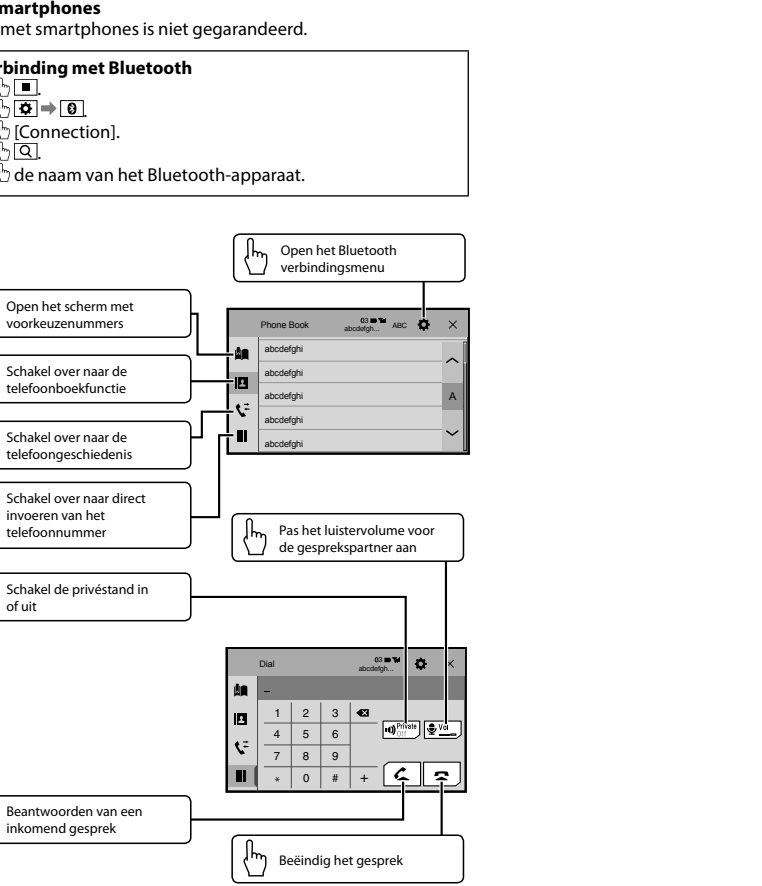 martphones
met smartphones is niet gegarandeerd.
rbinding met Bluetooth
[Connection].
de naam van het Bluetooth-apparaat.
Open het Bluetooth
verbindingsmenu
Open het scherm met
voorkeuzenummers
Schakel over naar de
telefoonboekfunctie
Schakel over naar de
telefoongeschiedenis
Schakel over naar direct
invoeren van het
telefoonnummer
Phone Book
03
abcdefgh...
ABC
abcdefghi
abcdefghi
abcdefghi
A
abcdefghi
abcdefghi
Pas het luistervolume voor
de gesprekspartner aan
Schakel de privéstand in
of uit
Dial
03
abcdefgh...
_
1 2 3
4 5 6
7 8 9
* 0 # +
Private
Off
Vol
Beantwoorden van een
inkomend gesprek
Beëindig het gesprek